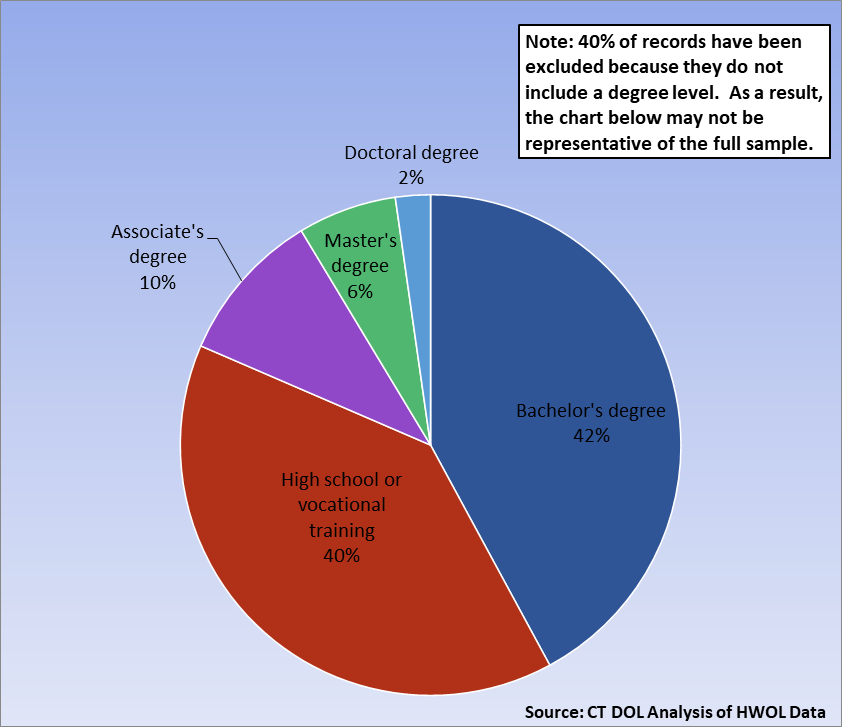 Note: 40% of records have been
excluded because they do not
include a degree level.  As a result,
the chart below may not be
representative of the full sample.
Doctoral degree
2%
Associate's
degree
10%
Master's
degree
6%
Bachelor's degree
42%
High school or
vocational
training
40%
Source: CT DOL Analysis of HWOL Data